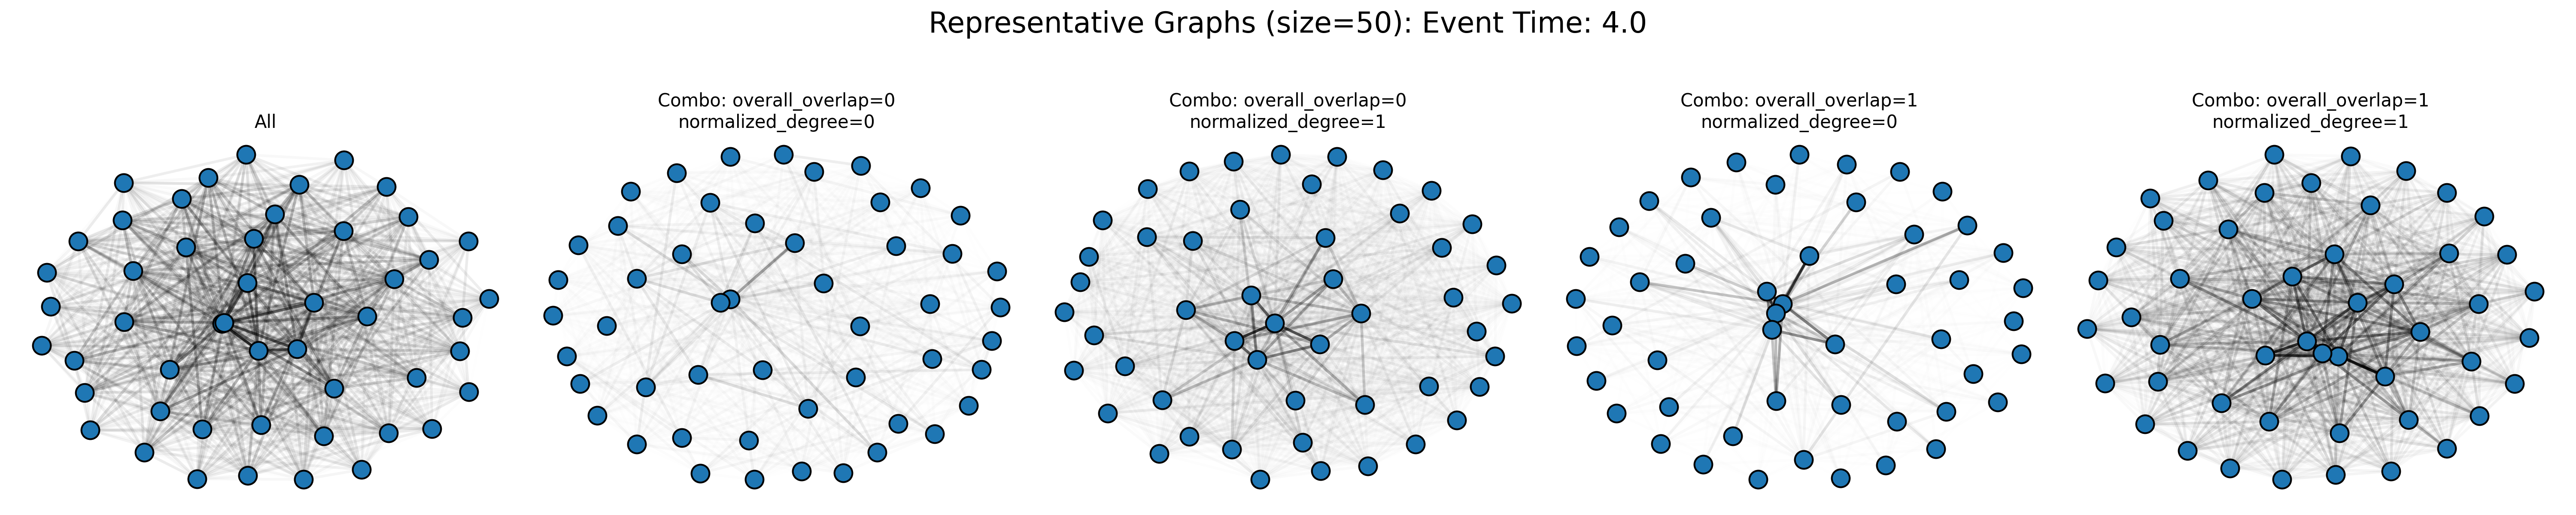 Representative Graphs (size=50): Event Time: 4.0
All
Combo: overall_overlap=0
normalized_degree=0
Combo: overall_overlap=0
normalized_degree=1
Combo: overall_overlap=1
normalized_degree=0
Combo: overall_overlap=1
normalized_degree=1